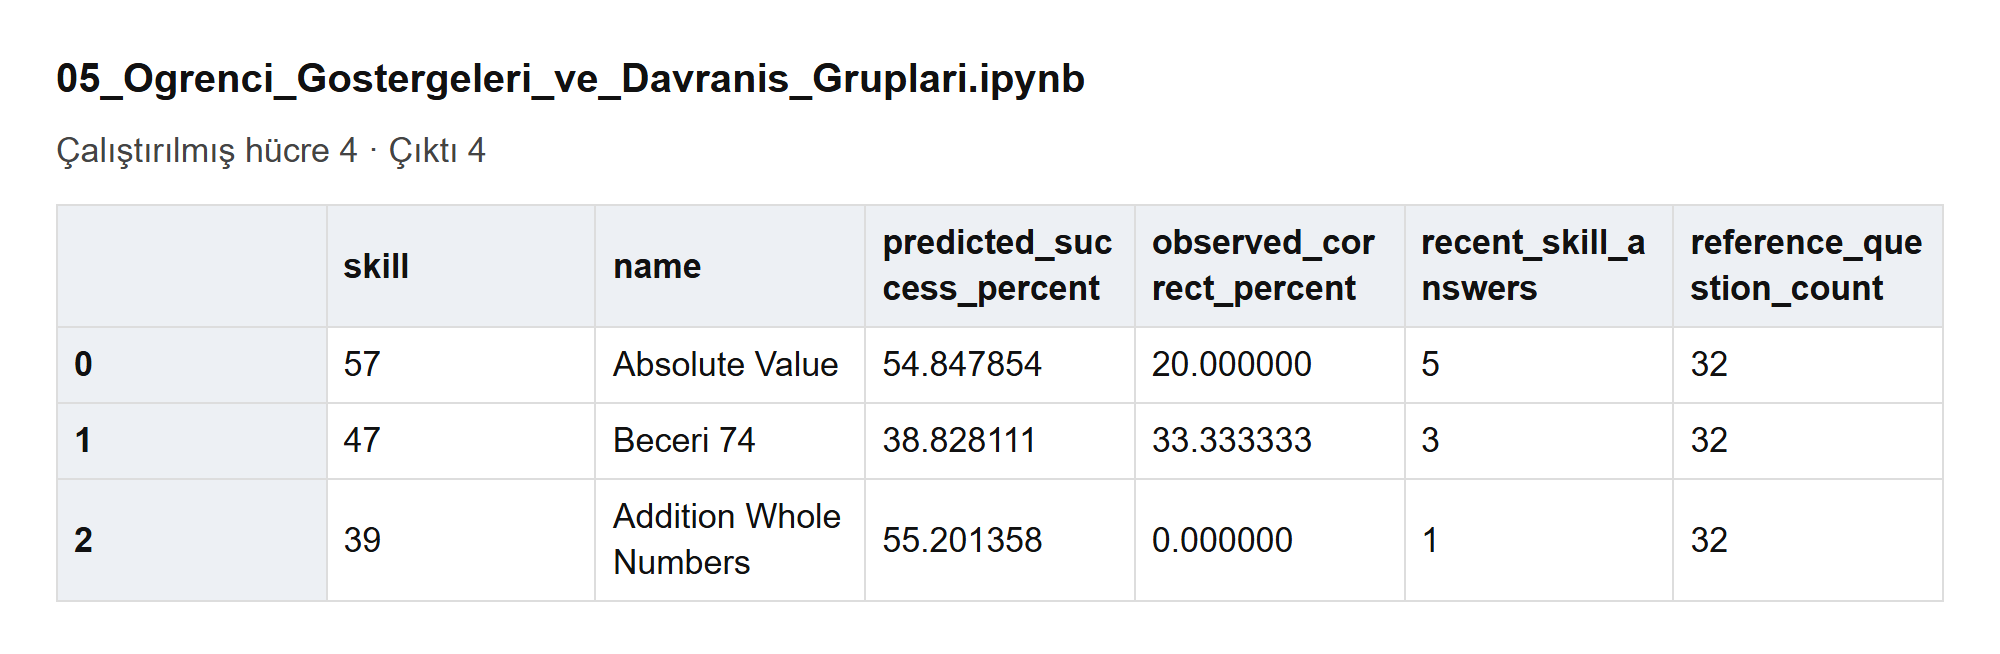 05_Ogrenci_Gostergeleri_ve_Davranis_Gruplari.ipynb
Çalıştırılmış hücre 4 · Çıktı 4
skill name predicted_suc observed_cor recent_skill_a reference_que
cess_percent rect_percent nswers stion_count
0 57 Absolute Value 54.847854 20.000000 5 32
1 47 Beceri 74 38.828111 33.333333 3 32
2 39 Addition Whole 55.201358 0.000000 1 32
Numbers